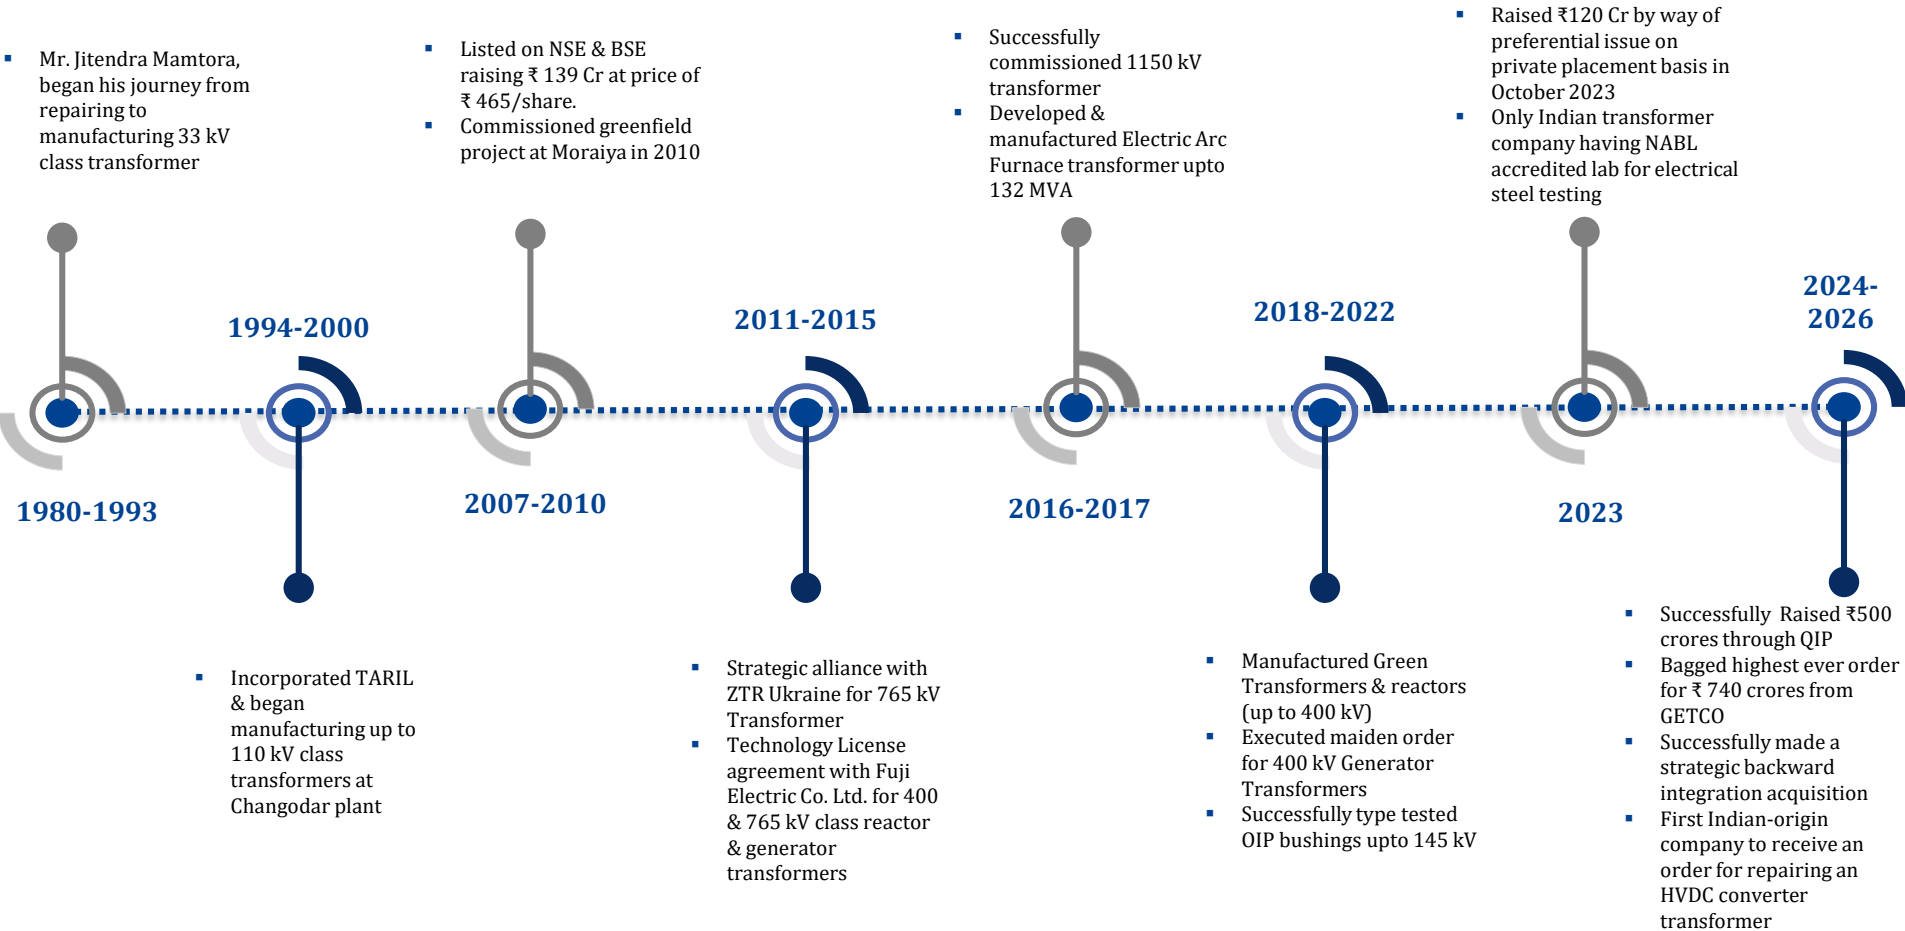 ▪ Mr. Jitendra Mamtora,
began his journey from
repairing to
manufacturing 33 kV
class transformer
1980-1993
1994-2000
▪ Incorporated TARIL
& began
manufacturing up to
110 kV class
transformers at
Changodar plant
▪ Listed on NSE & BSE
raising ₹ 139 Cr at price of
₹ 465/share.
▪ Commissioned greenfield
project at Moraiya in 2010
2007-2010
2011-2015
▪ Strategic alliance with
ZTR Ukraine for 765 kV
Transformer
▪ Technology License
agreement with Fuji
Electric Co. Ltd. for 400
& 765 kV class reactor
& generator
transformers
▪ Successfully
commissioned 1150 kV
transformer
▪ Developed &
manufactured Electric Arc
Furnace transformer upto
132 MVA
2016-2017
2018-2022
▪ Manufactured Green
Transformers & reactors
(up to 400 kV)
▪ Executed maiden order
for 400 kV Generator
Transformers
▪ Successfully type tested
OIP bushings upto 145 kV
▪ Raised ₹120 Cr by way of
preferential issue on
private placement basis in
October 2023
▪ Only Indian transformer
company having NABL
accredited lab for electrical
steel testing
2023
2024-
2026
▪ Successfully Raised ₹500
crores through QIP
▪ Bagged highest ever order
for ₹ 740 crores from
GETCO
▪ Successfully made a
strategic backward
integration acquisition
▪ First Indian-origin
company to receive an
order for repairing an
HVDC converter
transformer